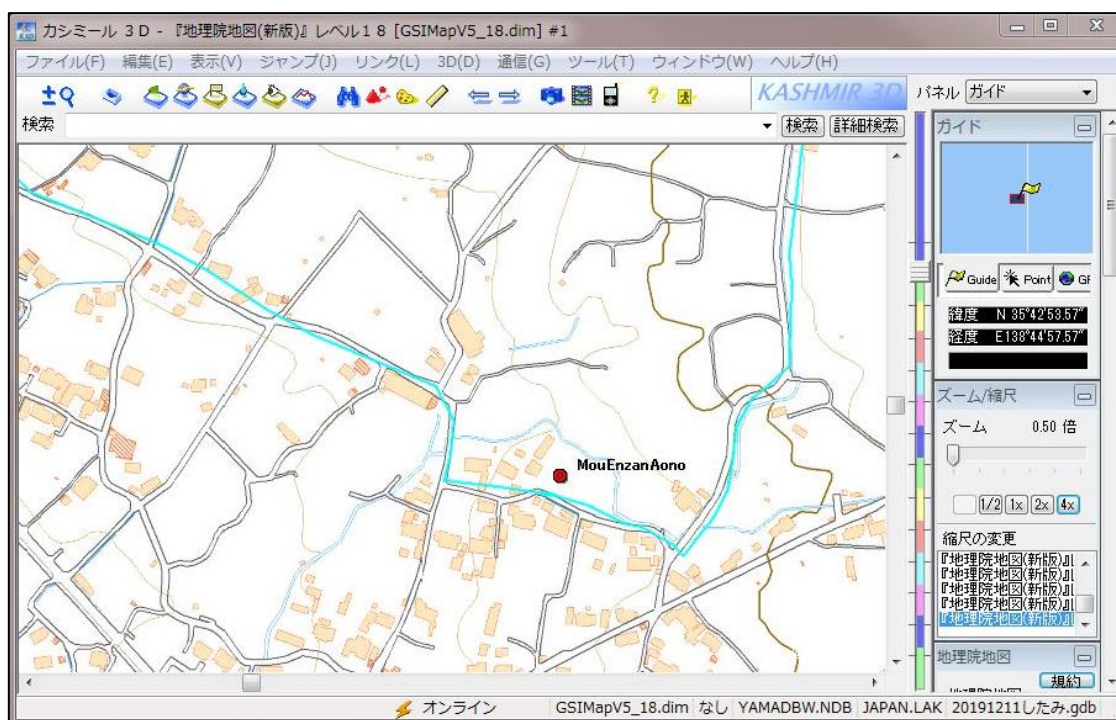 カシミール 3D - 『地理院地図(新版)』レベル18 [GSIMapV5_18.dim] #1
ファイル(F) 編集(E) 表示(V) ジャンプ(J) リンク(L) 3D(D) 通信(G) ツール(T) ウィンドウ(W) ヘルプ(H)
KASHMIR 3D
パネル ガイド
検索 検索 詳細検索
ガイド
Guide Point
緯度 N 35°42'53.57"
経度 E138°44'57.57"
ズーム/縮尺
ズーム 0.50 倍
1/2 1x 2x 4x
縮尺の変更
『地理院地図(新版)』
『地理院地図(新版)』
『地理院地図(新版)』
『地理院地図(新版)』
『地理院地図(新版)』
地理院地図
規約
MouEnzanAono
オンライン GSIMapV5_18.dim なし YAMADBW.NDB JAPAN.LAK 20191211したみ.gdb